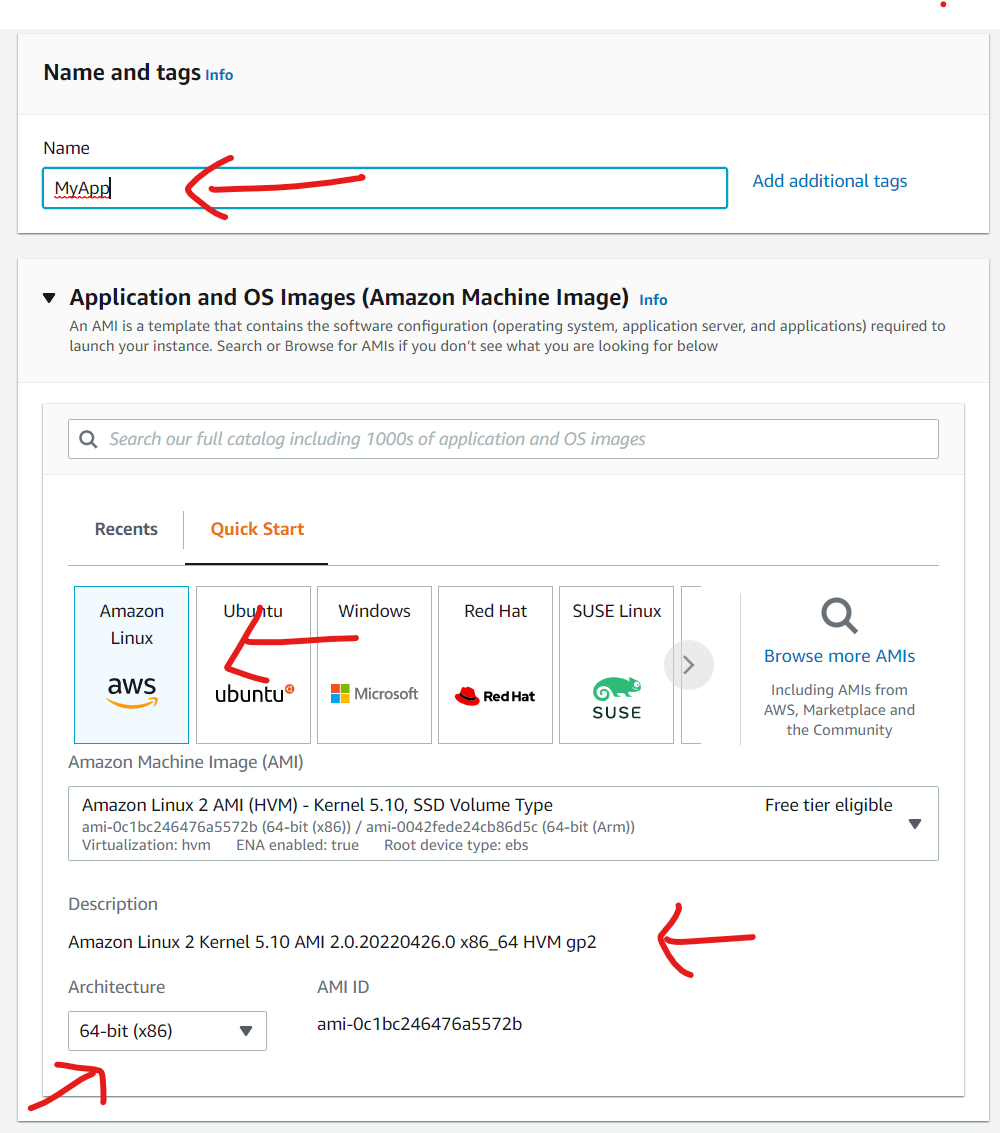 Name and tags Info
Name
MyApp
Add additional tags
Application and OS Images (Amazon Machine Image) Info
An AMI is a template that contains the software configuration (operating system, application server, and applications) required to
launch your instance. Search or Browse for AMIs if you don’t see what you are looking for below
Search our full catalog including 1000s of application and OS images
Recents
Quick Start
Amazon
Linux
aws
Ubuntu
ubuntu
Windows
Microsoft
Red Hat
Red Hat
SUSE Linux
SUSE
Browse more AMIs
Including AMIs from
AWS, Marketplace and
the Community
Amazon Machine Image (AMI)
Amazon Linux 2 AMI (HVM) - Kernel 5.10, SSD Volume Type
Free tier eligible
ami-0c1bc246476a5572b (64-bit (x86)) / ami-0042fede24cb86d5c (64-bit (Arm))
Virtualization: hvm ENA enabled: true Root device type: ebs
Description
Amazon Linux 2 Kernel 5.10 AMI 2.0.20220426.0 x86_64 HVM gp2
Architecture
AMI ID
64-bit (x86)
ami-0c1bc246476a5572b